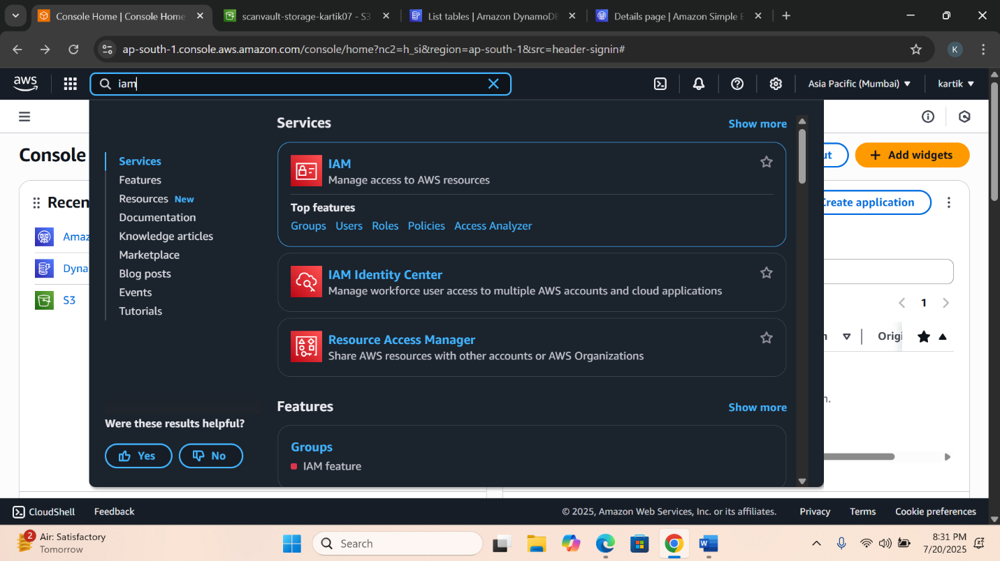 Console Home | Console Home
scanvault-storage-kartik07 - S3
List tables | Amazon DynamoDB
Details page | Amazon Simple E
ap-south-1.console.aws.amazon.com/console/home?nc2=h_si&region=ap-south-1&src=header-signin#
K
aws
iam
Asia Pacific (Mumbai)
kartik
Console
Add widgets
Recen
Create application
Amaz
Dyna
S3
1
Origi
Services
Show more
Services
Features
Resources New
Documentation
Knowledge articles
Marketplace
Blog posts
Events
Tutorials
IAM
Manage access to AWS resources
Top features
Groups Users Roles Policies Access Analyzer
IAM Identity Center
Manage workforce user access to multiple AWS accounts and cloud applications
Resource Access Manager
Share AWS resources with other accounts or AWS Organizations
Features
Show more
Groups
IAM feature
Were these results helpful?
Yes
No
CloudShell
Feedback
© 2025, Amazon Web Services, Inc. or its affiliates.
Privacy
Terms
Cookie preferences
2
Air: Satisfactory
Tomorrow
Search
8:31 PM
7/20/2025